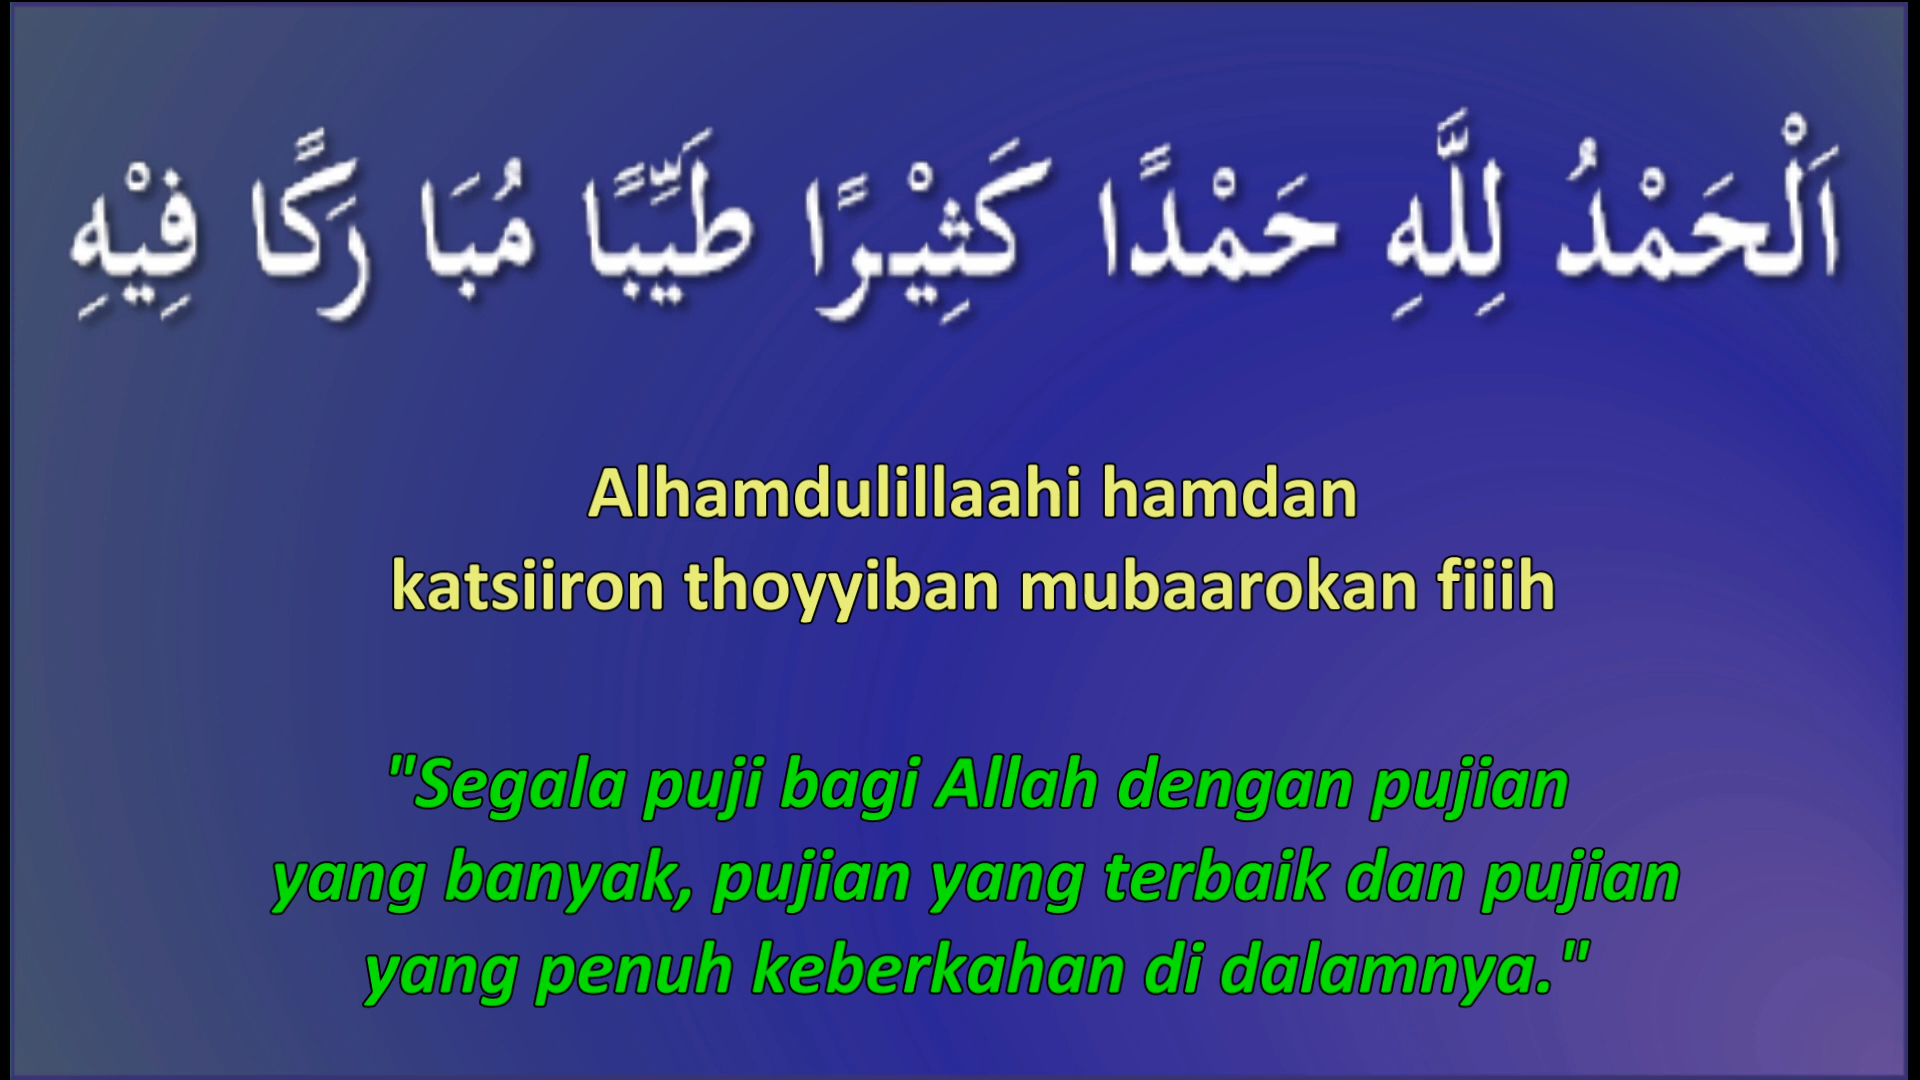 اَلْحَمْدُ لِلَّهِ حَمْدًا كَثِيْرًا طَيِّبًا مُبَا رَكًا فِيْهِ
Alhamdulillaahi hamdan
katsiiron thoyyiban mubaarokan fiiih
"Segala puji bagi Allah dengan pujian
yang banyak, pujian yang terbaik dan pujian
yang penuh keberkahan di dalamnya."